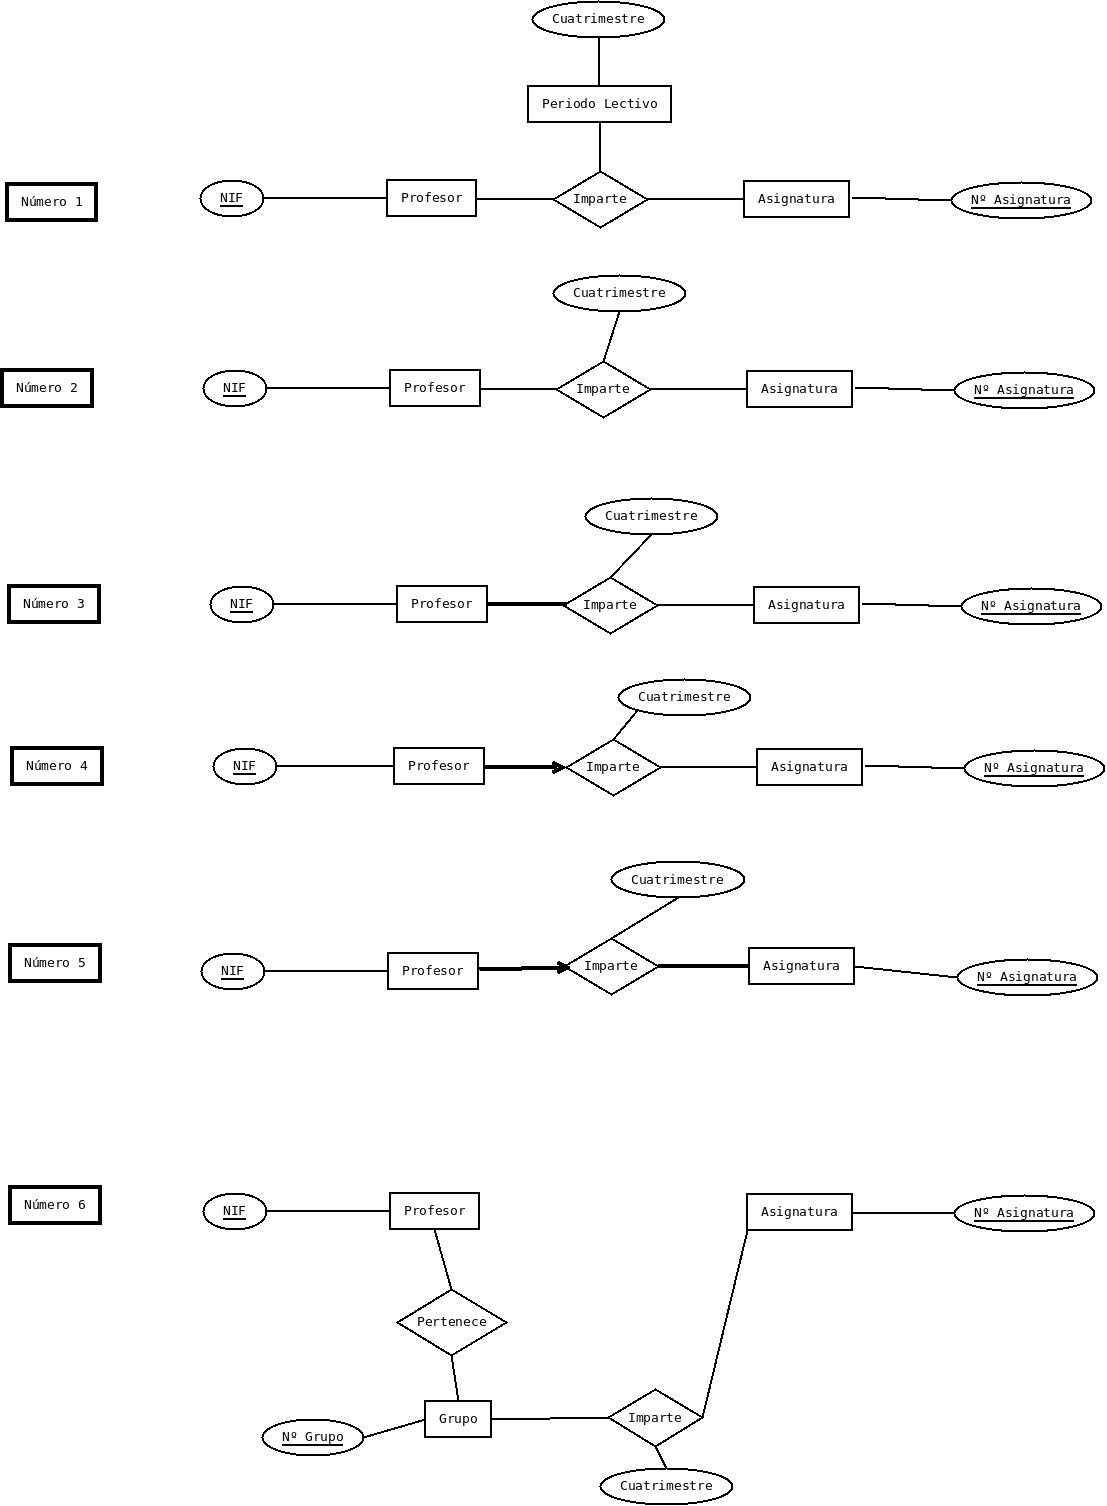 Cuatrimestre
Periodo Lectivo
Número 1
NIF
Profesor
Imparte
Asignatura
Nº Asignatura
Cuatrimestre
Número 2
NIF
Profesor
Imparte
Asignatura
Nº Asignatura
Cuatrimestre
Número 3
NIF
Profesor
Imparte
Asignatura
Nº Asignatura
Cuatrimestre
Número 4
NIF
Profesor
Imparte
Asignatura
Nº Asignatura
Cuatrimestre
Número 5
NIF
Profesor
Imparte
Asignatura
Nº Asignatura
Número 6
NIF
Profesor
Asignatura
Nº Asignatura
Pertenece
Grupo
Imparte
Nº Grupo
Cuatrimestre